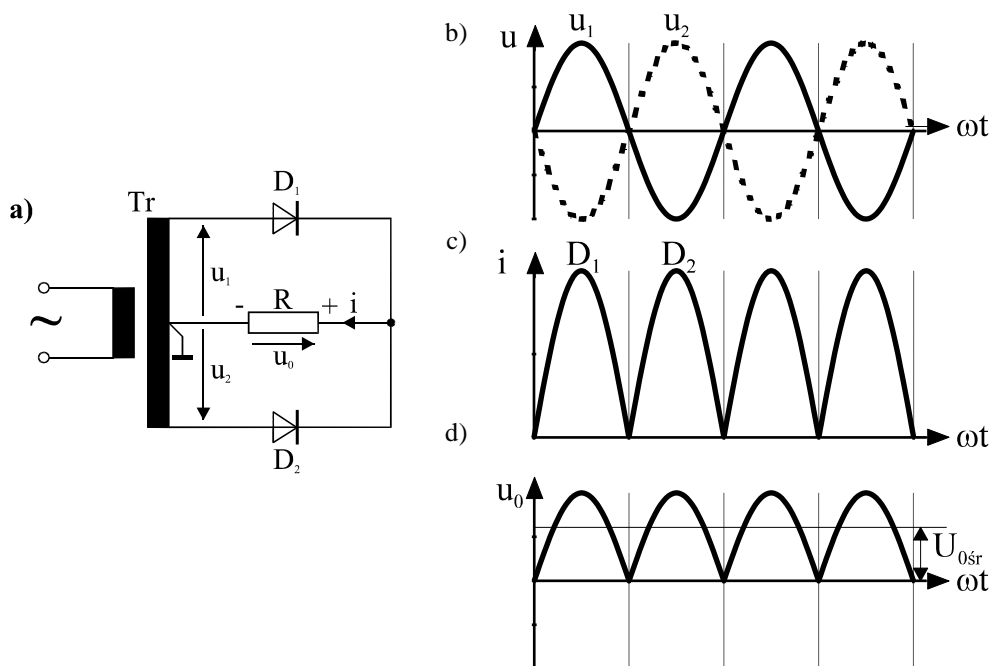 a)
Tr
D1
u1
- R + i
u0
u2
D2
~
b)
u u1 u2
ωt
c)
i D1 D2
ωt
d)
u0
U0śr
ωt